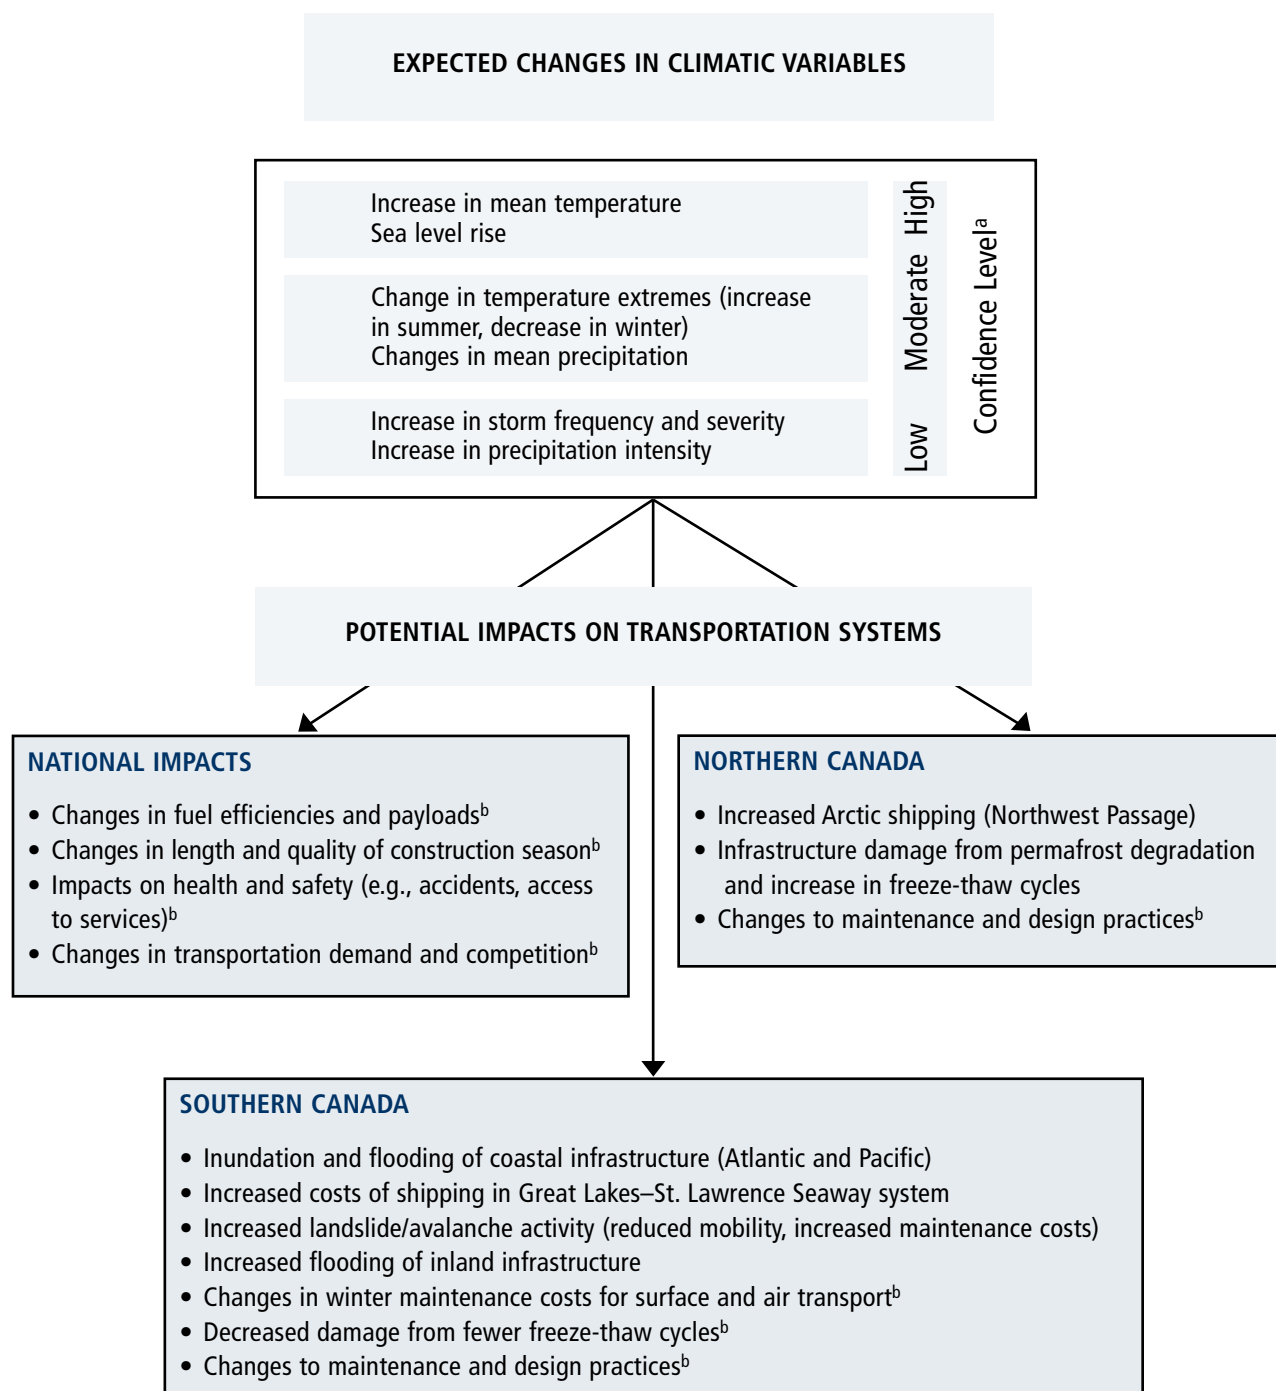 EXPECTED CHANGES IN CLIMATIC VARIABLES
Increase in mean temperature
Sea level rise
Change in temperature extremes (increase
in summer, decrease in winter)
Changes in mean precipitation
Increase in storm frequency and severity
Increase in precipitation intensity
High
Moderate
Low
Confidence Levelᵃ
POTENTIAL IMPACTS ON TRANSPORTATION SYSTEMS
NATIONAL IMPACTS
• Changes in fuel efficiencies and payloadsᵇ
• Changes in length and quality of construction seasonᵇ
• Impacts on health and safety (e.g., accidents, access
to services)ᵇ
• Changes in transportation demand and competitionᵇ
NORTHERN CANADA
• Increased Arctic shipping (Northwest Passage)
• Infrastructure damage from permafrost degradation
and increase in freeze-thaw cycles
• Changes to maintenance and design practicesᵇ
SOUTHERN CANADA
• Inundation and flooding of coastal infrastructure (Atlantic and Pacific)
• Increased costs of shipping in Great Lakes–St. Lawrence Seaway system
• Increased landslide/avalanche activity (reduced mobility, increased maintenance costs)
• Increased flooding of inland infrastructure
• Changes in winter maintenance costs for surface and air transportᵇ
• Decreased damage from fewer freeze-thaw cyclesᵇ
• Changes to maintenance and design practicesᵇ